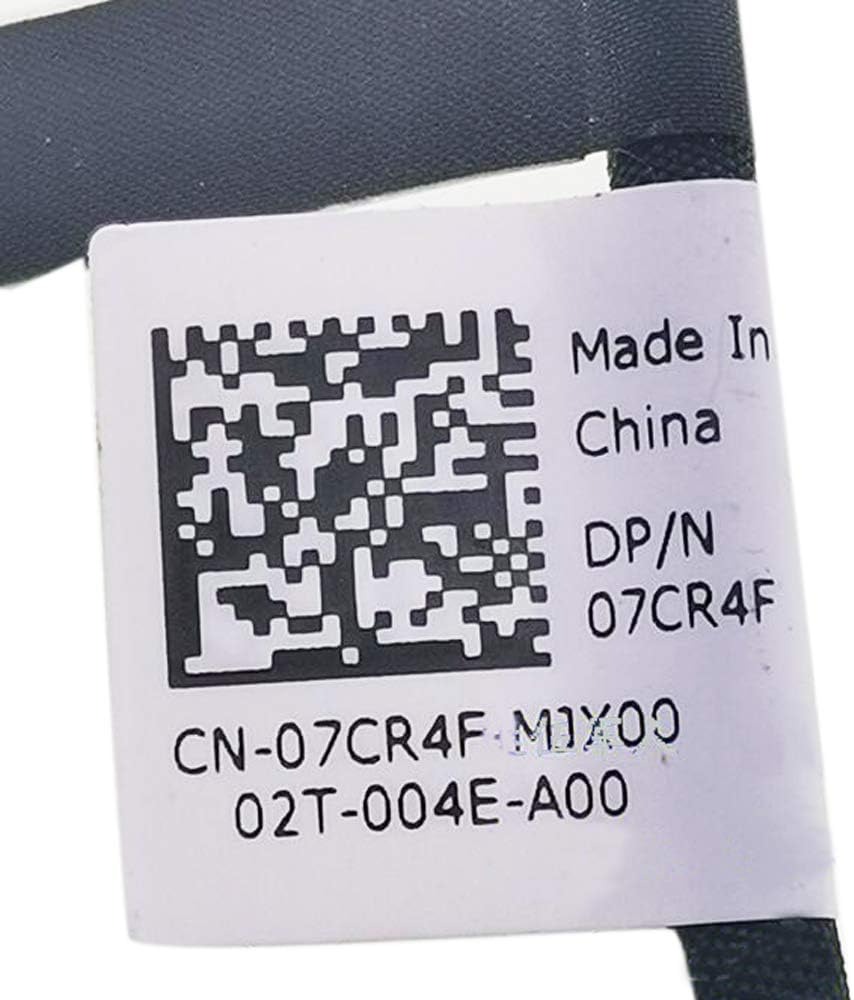 Made In
China
DP/N
07CR4F
CN-07CR4F-
02T-004E-A00